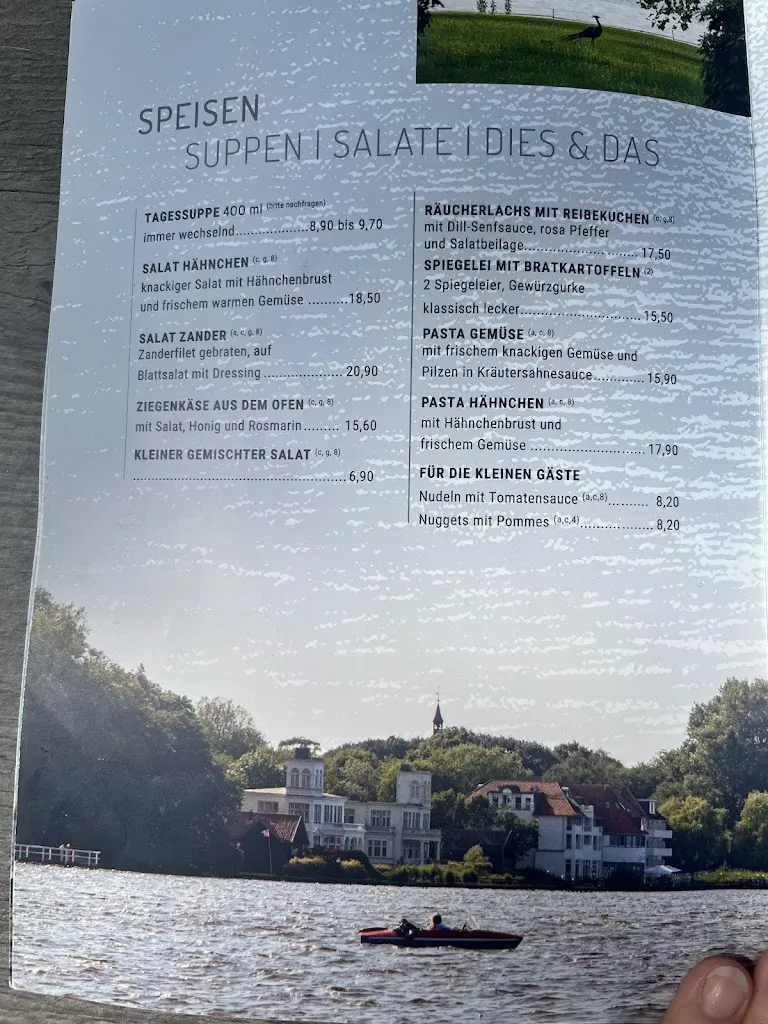 SPEISEN
SUPPEN | SALATE | DIES & DAS
TAGESSUPPE 400 ml (bitte nachfragen)
immer wechselnd..................8,90 bis 9,70
SALAT HÄHNCHEN (c, g, 8)
knackiger Salat mit Hähnchenbrust
und frischem warmen Gemüse ..........18,50
SALAT ZANDER (a, c, g, 8)
Zanderfilet gebraten, auf
Blattsalat mit Dressing .................... 20,90
ZIEGENKÄSE AUS DEM OFEN (c, g, 8)
mit Salat, Honig und Rosmarin......... 15,60
KLEINER GEMISCHTER SALAT (c, g, 8)
...................................................... 6,90
RÄUCHERLACHS MIT REIBEKUCHEN (c, g,8)
mit Dill-Senfsauce, rosa Pfeffer
und Salatbeilage............................ 17,50
SPIEGELEI MIT BRATKARTOFFELN (2)
2 Spiegeleier, Gewürzgurke
klassisch lecker.............................. 15,50
PASTA GEMÜSE (a, c, 8)
mit frischem knackigen Gemüse und
Pilzen in Kräutersahnesauce............. 15,90
PASTA HÄHNCHEN (a, c, 8)
mit Hähnchenbrust und
frischem Gemüse ............................. 17,90
FÜR DIE KLEINEN GÄSTE
Nudeln mit Tomatensauce (a,c,8).......... 8,20
Nuggets mit Pommes (a,c,4)................. 8,20